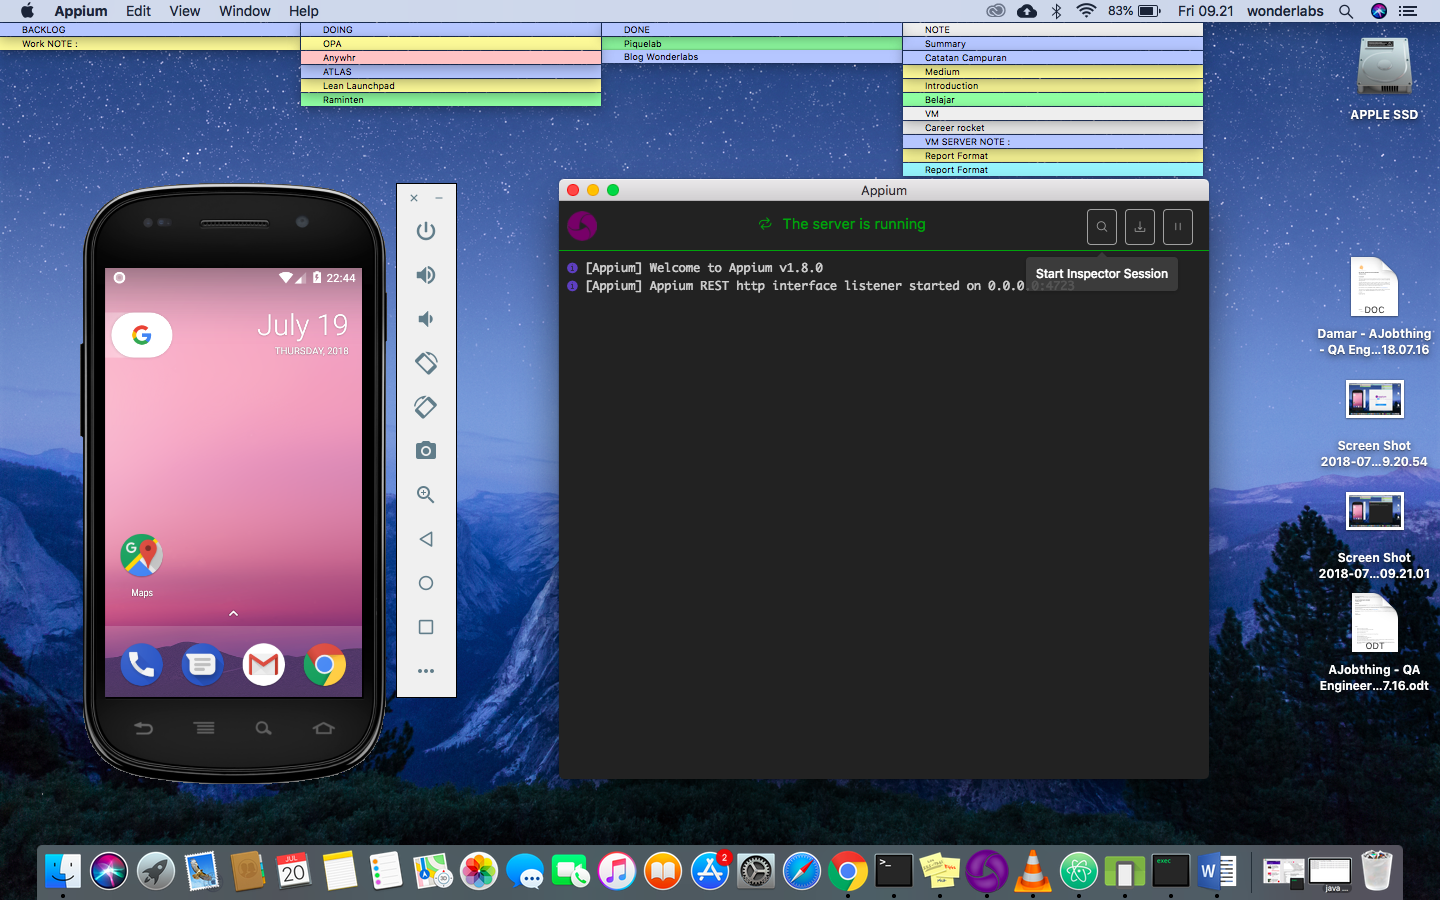 Appium Edit View Window Help 83% Fri 09.21 wonderlabs
BACKLOG
Work NOTE :
DOING
OPA
Anywhr
ATLAS
Lean Launchpad
Raminten
DONE
Piquelab
Blog Wonderlabs
NOTE
Summary
Catatan Campuran
Medium
Introduction
Belajar
VM
Career rocket
VM SERVER NOTE :
Report Format
Report Format
APPLE SSD
22:44
G
July 19
THURSDAY, 2018
G
Maps
Appium
The server is running
[Appium] Welcome to Appium v1.8.0
[Appium] Appium REST http interface listener started on 0.0.0.0:4723
Start Inspector Session
DOC
Damar - AJobthing
- QA Eng...18.07.16
Screen Shot
2018-07...9.20.54
Screen Shot
2018-07...09.21.01
ODT
AJobthing - QA
Engineer...7.16.odt
JUL
20
3D
2
>_
exec
W
java ...